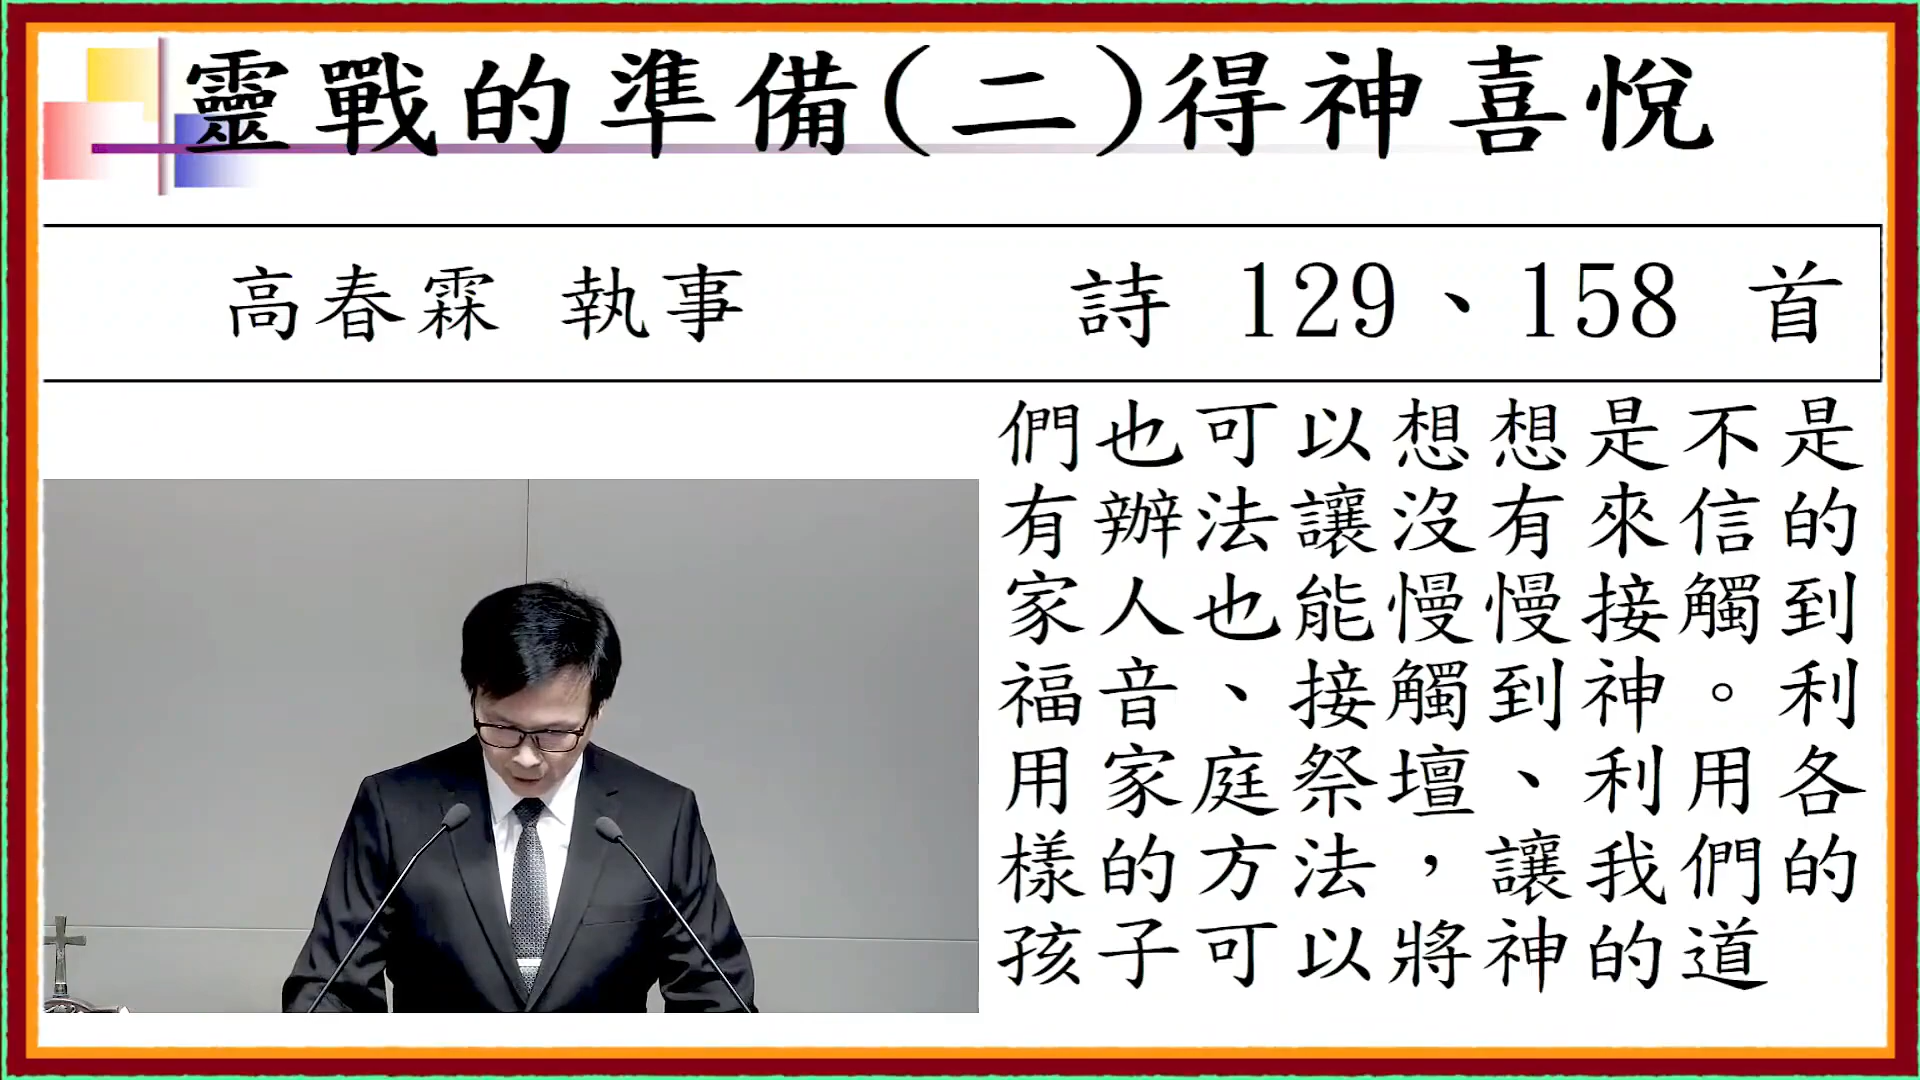 靈戰的準備(二)得神喜悅
高春霖 執事 詩 129、158 首
們也可以想想是不是
有辦法讓沒有來信的
家人也能慢慢接觸到
福音、接觸到神。利
用家庭祭壇、利用各
樣的方法，讓我們的
孩子可以將神的道